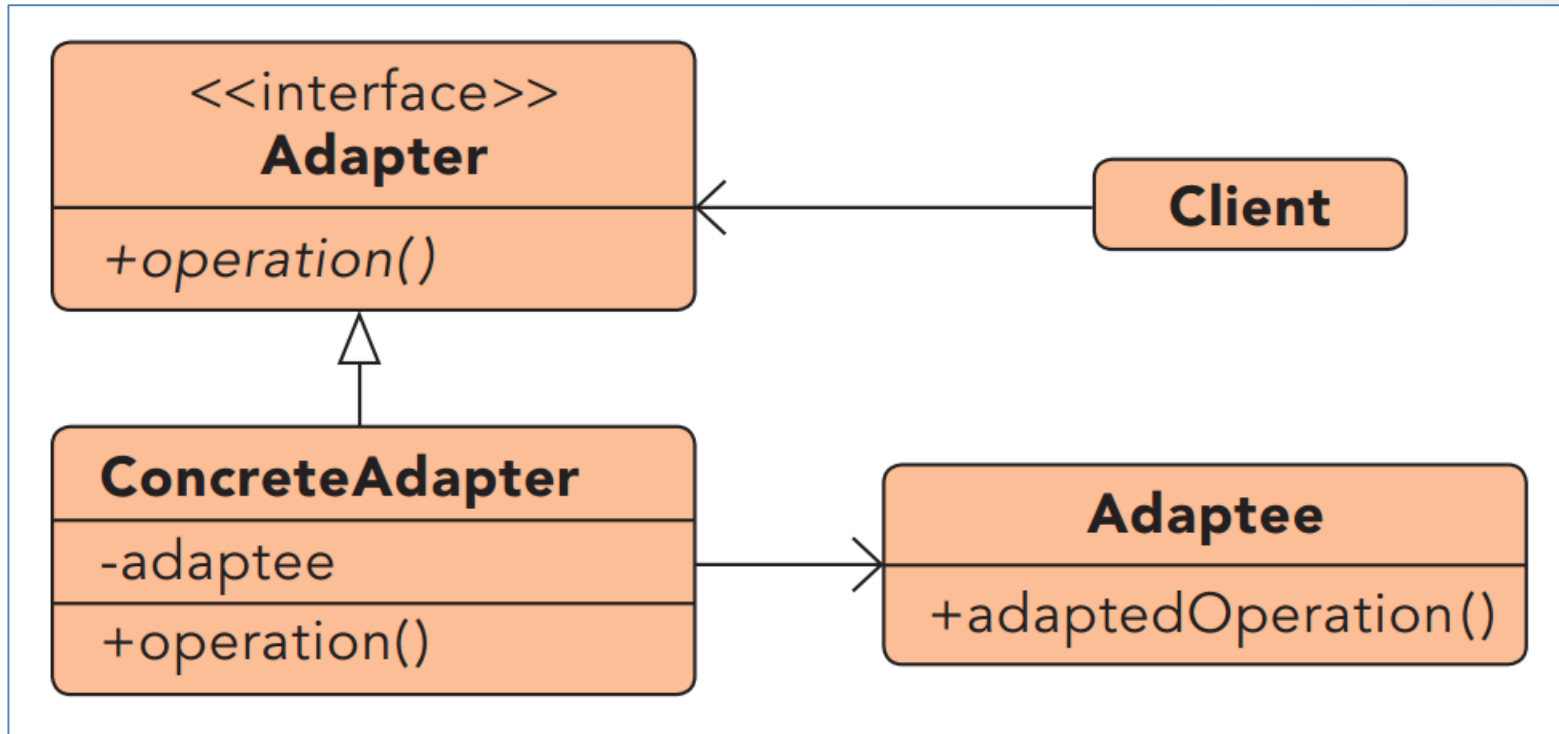 <<interface>>
Adapter
+operation()
Client
ConcreteAdapter
-adaptee
+operation()
Adaptee
+adaptedOperation()